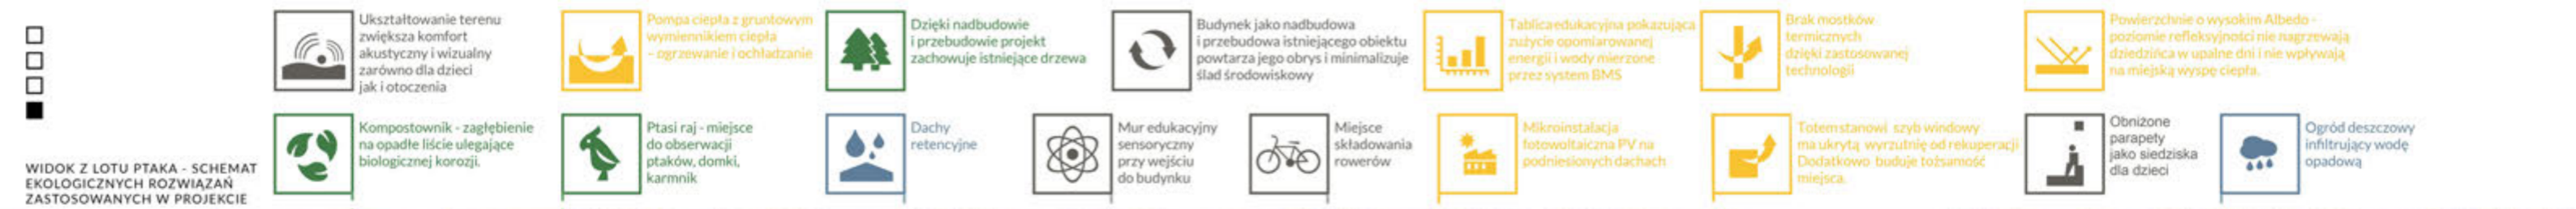 Ukształtowanie terenu
zwiększa komfort
akustyczny i wizualny
zarówno dla dzieci
jak i otoczenia
Pompa ciepła z gruntowym
wymiennikiem ciepła
– ogrzewanie i ochładzanie
Dzięki nadbudowie
i przebudowie projekt
zachowuje istniejące drzewa
Budynek jako nadbudowa
i przebudowa istniejącego obiektu
powtarza jego obrys i minimalizuje
ślad środowiskowy
Tablica edukacyjna pokazująca
zużycie opomiarowanej
energii i wody mierzone
przez system BMS
Brak mostków
termicznych
dzięki zastosowanej
technologii
Powierzchnie o wysokim Albedo -
poziomie refleksyjności nie nagrzewają
dziedzińca w upalne dni i nie wpływają
na miejską wyspę ciepła.
WIDOK Z LOTU PTAKA - SCHEMAT
EKOLOGICZNYCH ROZWIĄZAŃ
ZASTOSOWANYCH W PROJEKCIE
Kompostownik - zagłębienie
na opadłe liście ulegające
biologicznej korozji.
Ptasi raj - miejsce
do obserwacji
ptaków, domki,
karmnik
Dachy
retencyjne
Mur edukacyjny
sensoryczny
przy wejściu
do budynku
Miejsce
składowania
rowerów
Mikroinstalacja
fotowoltaiczna PV na
podniesionych dachach
Totem stanowi szyb windowy
ma ukrytą wyrzutnię od rekuperacji
Dodatkowo buduje tożsamość
miejsca.
Obniżone
parapety
jako siedziska
dla dzieci
Ogród deszczowy
infiltrujący wodę
opadową